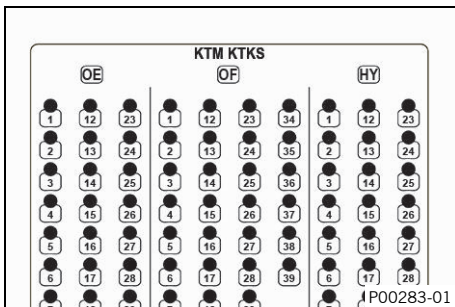 KTM KTKS
OE OF HY
1 12 23 1 12 23 34 1 12 23
2 13 24 2 13 24 35 2 13 24
3 14 25 3 14 25 36 3 14 25
4 15 26 4 15 26 37 4 15 26
5 16 27 5 16 27 38 5 16 27
6 17 28 6 17 28 39 6 17 28
P00283-01